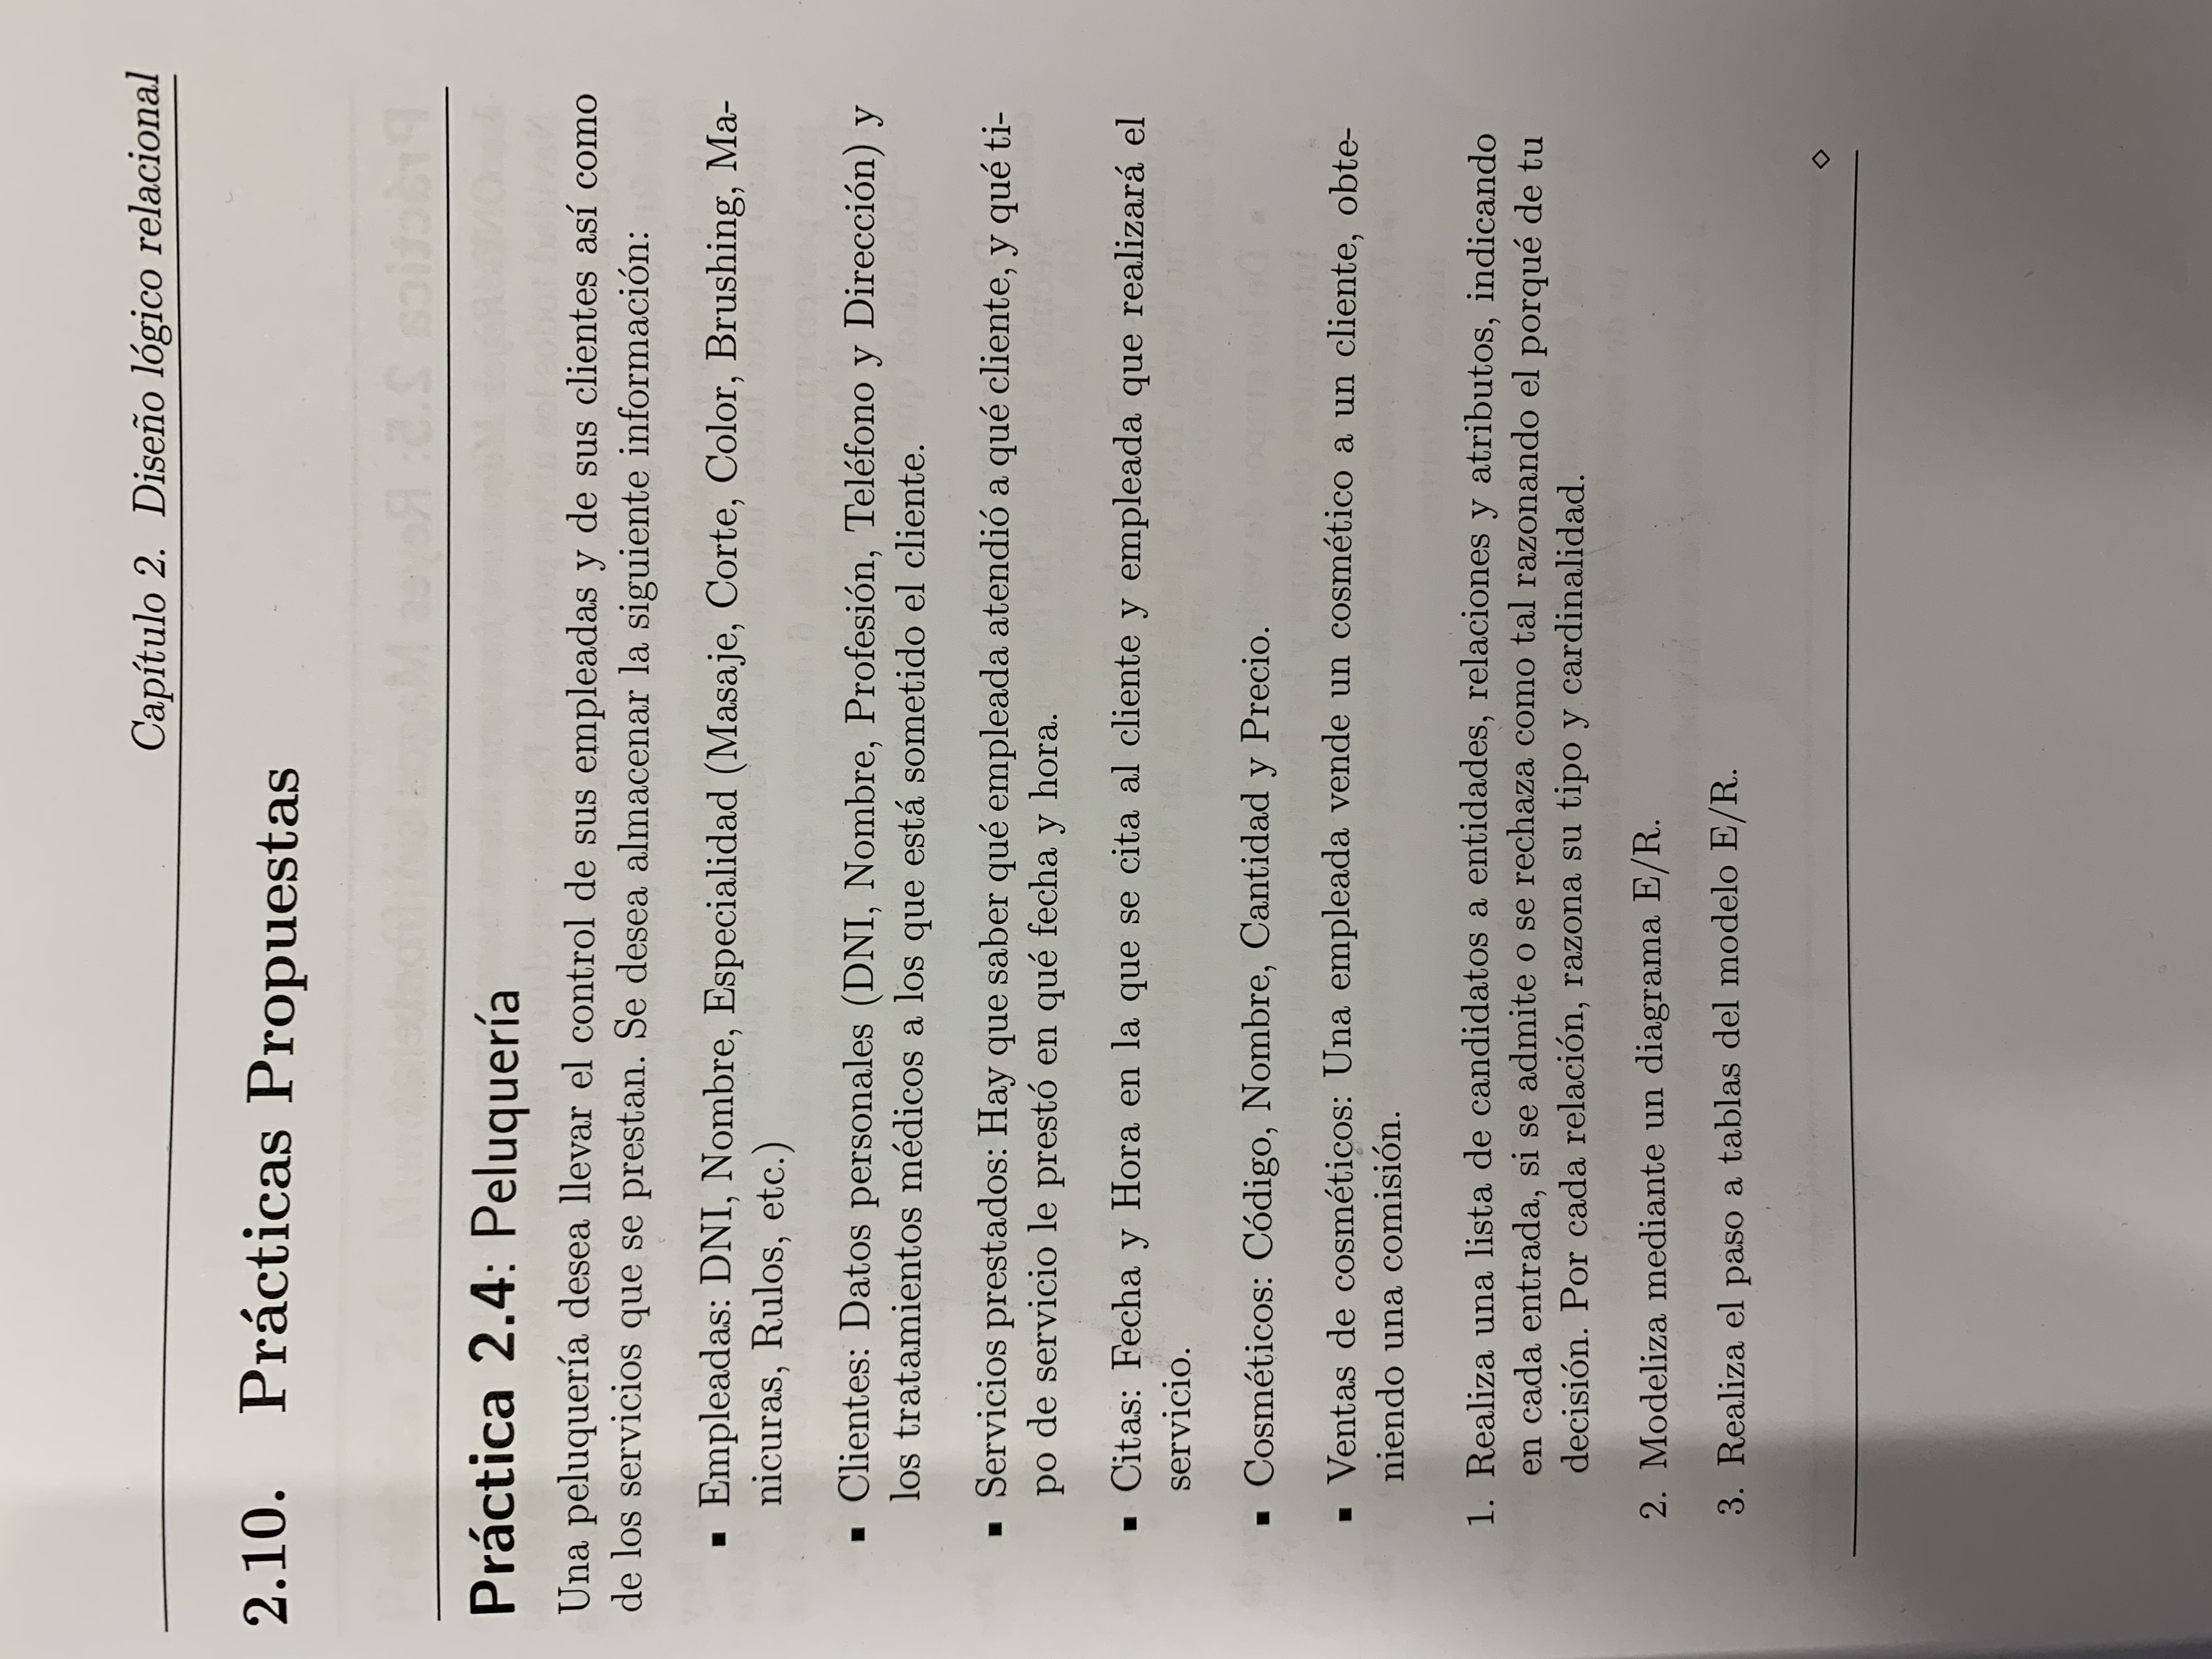 Capítulo 2. Diseño lógico relacional
2.10. Prácticas Propuestas
Práctica 2.4: Peluquería
Una peluquería desea llevar el control de sus empleadas y de sus clientes así como
de los servicios que se prestan. Se desea almacenar la siguiente información:
▪ Empleadas: DNI, Nombre, Especialidad (Masaje, Corte, Color, Brushing, Ma-
nicuras, Rulos, etc.)
▪ Clientes: Datos personales (DNI, Nombre, Profesión, Teléfono y Dirección) y
los tratamientos médicos a los que está sometido el cliente.
▪ Servicios prestados: Hay que saber qué empleada atendió a qué cliente, y qué ti-
po de servicio le prestó en qué fecha y hora.
▪ Citas: Fecha y Hora en la que se cita al cliente y empleada que realizará el
servicio.
▪ Cosméticos: Código, Nombre, Cantidad y Precio.
▪ Ventas de cosméticos: Una empleada vende un cosmético a un cliente, obte-
niendo una comisión.
1. Realiza una lista de candidatos a entidades, relaciones y atributos, indicando
en cada entrada, si se admite o se rechaza como tal razonando el porqué de tu
decisión. Por cada relación, razona su tipo y cardinalidad.
2. Modeliza mediante un diagrama E/R.
3. Realiza el paso a tablas del modelo E/R.